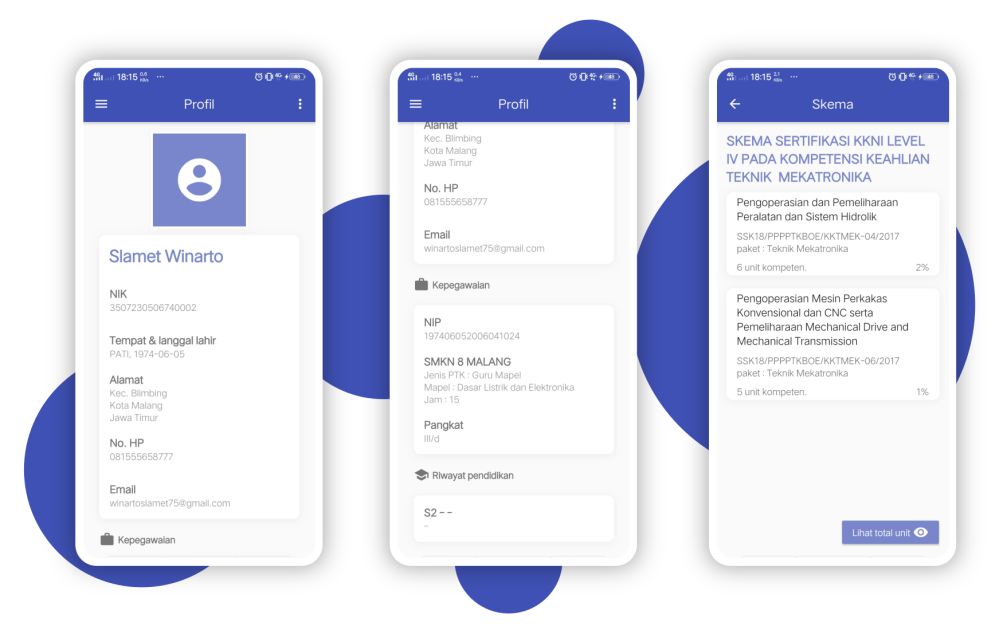 18:15
Profil
Slamet Winarto
NIK
3507230506740002
Tempat & langgal lahir
PATI, 1974-06-05
Alamat
Kec. Blimbing
Kota Malang
Jawa Timur
No. HP
081555658777
Email
winartoslamet75@gmail.com
Kepegawaian
18:15
Profil
Alamat
Kec. Blimbing
Kota Malang
Jawa Timur
No. HP
081555658777
Email
winartoslamet75@gmail.com
Kepegawaian
NIP
197406052006041024
SMKN 8 MALANG
Jenis PTK : Guru Mapel
Mapel : Dasar Listrik dan Elektronika
Jam : 15
Pangkat
III/d
Riwayat pendidikan
S2 - -
-
18:15
Skema
SKEMA SERTIFIKASI KKNI LEVEL
IV PADA KOMPETENSI KEAHLIAN
TEKNIK MEKATRONIKA
Pengoperasian dan Pemeliharaan
Peralatan dan Sistem Hidrolik
SSK18/PPPPTKBOE/KKTMEK-04/2017
paket : Teknik Mekatronika
6 unit kompeten. 2%
Pengoperasian Mesin Perkakas
Konvensional dan CNC serta
Pemeliharaan Mechanical Drive and
Mechanical Transmission
SSK18/PPPPTKBOE/KKTMEK-06/2017
paket : Teknik Mekatronika
5 unit kompeten. 1%
Lihat total unit